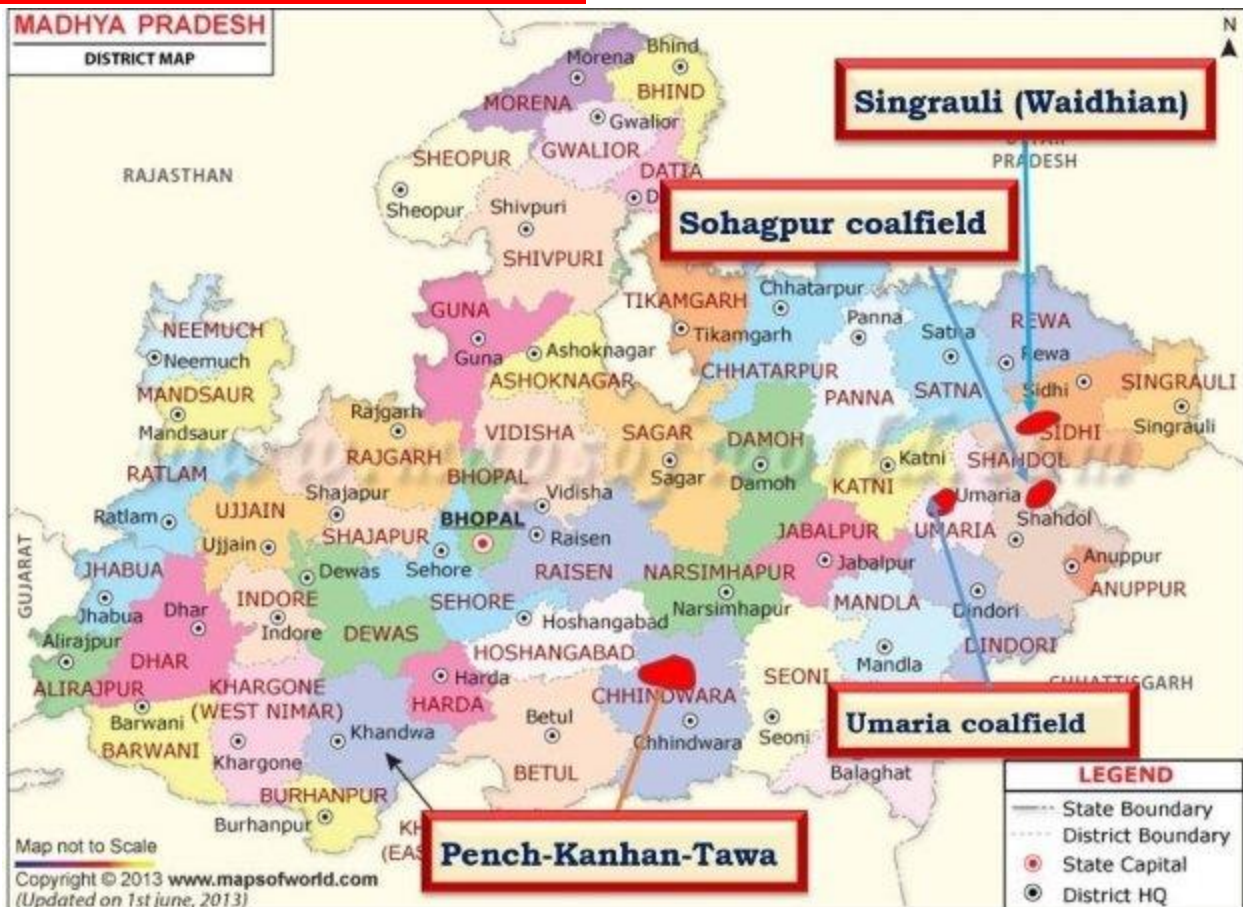 MADHYA PRADESH
DISTRICT MAP
N
Singrauli (Waidhian)
Sohagpur coalfield
Umaria coalfield
Pench-Kanhan-Tawa
RAJASTHAN
PRADESH
GUJARAT
CHHATTISGARH
Morena
MORENA
Bhind
BHIND
Gwalior
GWALIOR
DATIA
SHEOPUR
Sheopur
Shivpuri
SHIVPURI
GUNA
Guna
Ashoknagar
ASHOKNAGAR
TIKAMGARH
Tikamgarh
Chhatarpur
CHHATARPUR
Panna
PANNA
Satna
SATNA
REWA
Rewa
Sidhi
SIDHI
SINGRAULI
Singrauli
NEEMUCH
Neemuch
MANDSAUR
Mandsaur
RATLAM
Ratlam
Rajgarh
RAJGARH
VIDISHA
Vidisha
SAGAR
Sagar
DAMOH
Damoh
Katni
KATNI
SHAHDOL
Shahdol
Umaria
UMARIA
Anuppur
ANUPPUR
UJJAIN
Ujjain
Shajapur
SHAJAPUR
BHOPAL
BHOPAL
Sehore
SEHORE
Raisen
RAISEN
JABALPUR
Jabalpur
NARSIMHAPUR
Narsimhapur
MANDLA
Mandla
Dindori
DINDORI
JHABUA
Jhabua
Dhar
DHAR
INDORE
Indore
Dewas
DEWAS
Hoshangabad
HOSHANGABAD
Alirajpur
ALIRAJPUR
Barwani
BARWANI
KHARGONE
(WEST NIMAR)
Khargone
Khandwa
HARDA
Harda
Betul
BETUL
CHHINDWARA
Chhindwara
SEONI
Seoni
Balaghat
BURHANPUR
Burhanpur
Map not to Scale
Copyright © 2013 www.mapsofworld.com
(Updated on 1st june, 2013)
LEGEND
State Boundary
District Boundary
State Capital
District HQ